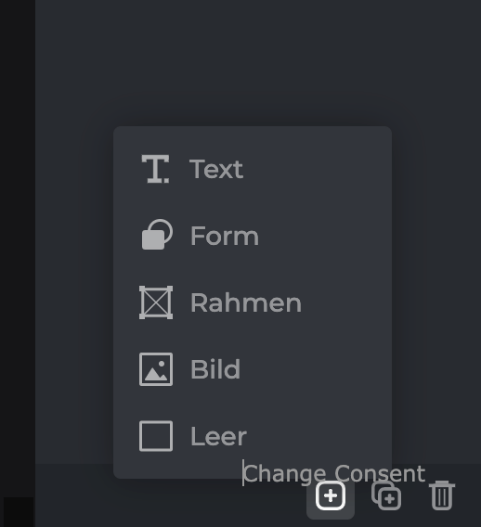 Text
Form
Rahmen
Bild
Leer
Change Consent